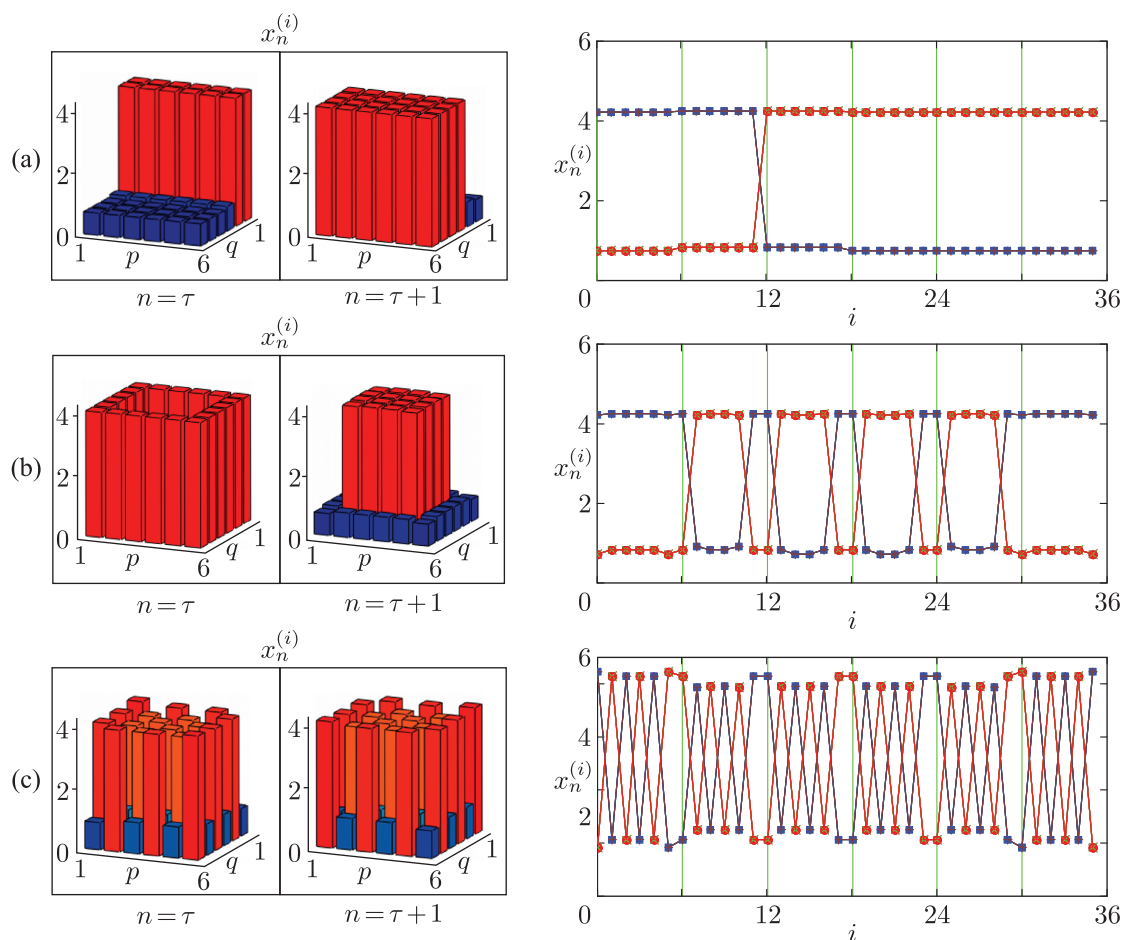 x_n^{(i)}
(a)
4
2
0
1
p
6
q
1
1
p
6
q
1
4
2
0
n = τ
n = τ + 1
6
4
x_n^{(i)}
2
0
12
24
36
i
x_n^{(i)}
(b)
4
2
0
1
p
6
q
1
4
2
0
1
p
6
q
1
n = τ
n = τ + 1
6
4
x_n^{(i)}
2
0
12
24
36
i
x_n^{(i)}
(c)
4
2
0
1
p
6
q
1
4
2
0
1
p
6
q
1
n = τ
n = τ + 1
6
4
x_n^{(i)}
2
0
12
24
36
i